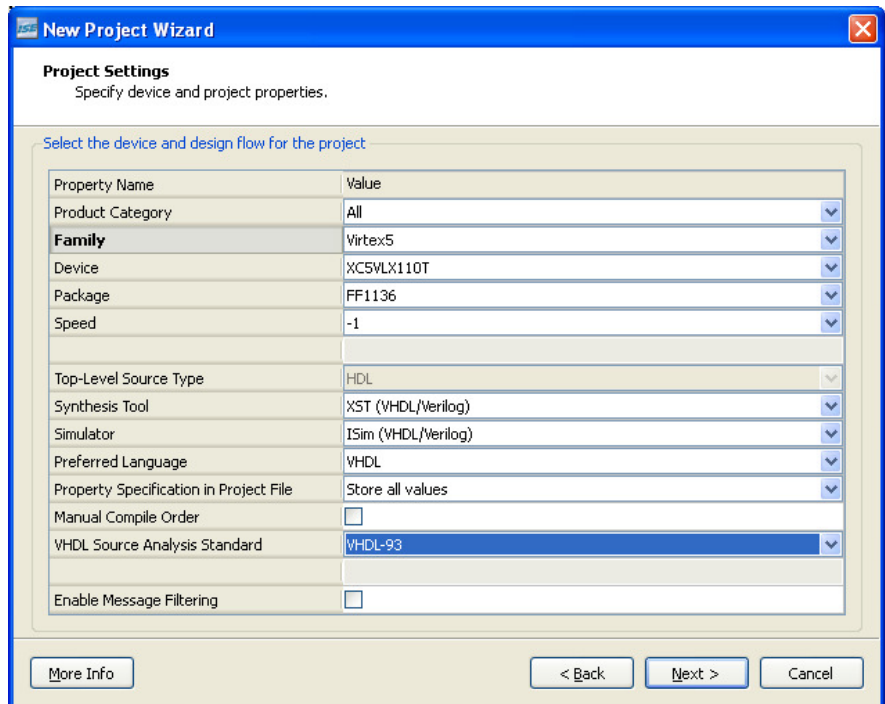 ISE New Project Wizard
Project Settings
Specify device and project properties.
Select the device and design flow for the project
Property Name Value
Product Category All
Family Virtex5
Device XC5VLX110T
Package FF1136
Speed -1
Top-Level Source Type HDL
Synthesis Tool XST (VHDL/Verilog)
Simulator ISim (VHDL/Verilog)
Preferred Language VHDL
Property Specification in Project File Store all values
Manual Compile Order
VHDL Source Analysis Standard VHDL-93
Enable Message Filtering
More Info < Back Next > Cancel